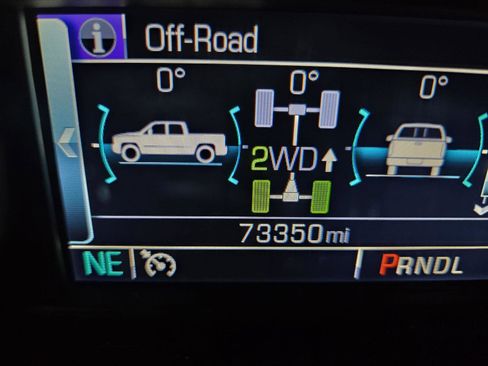 Off-Road
0° 0° 0°
2WD
73350mi
NE PRNDL